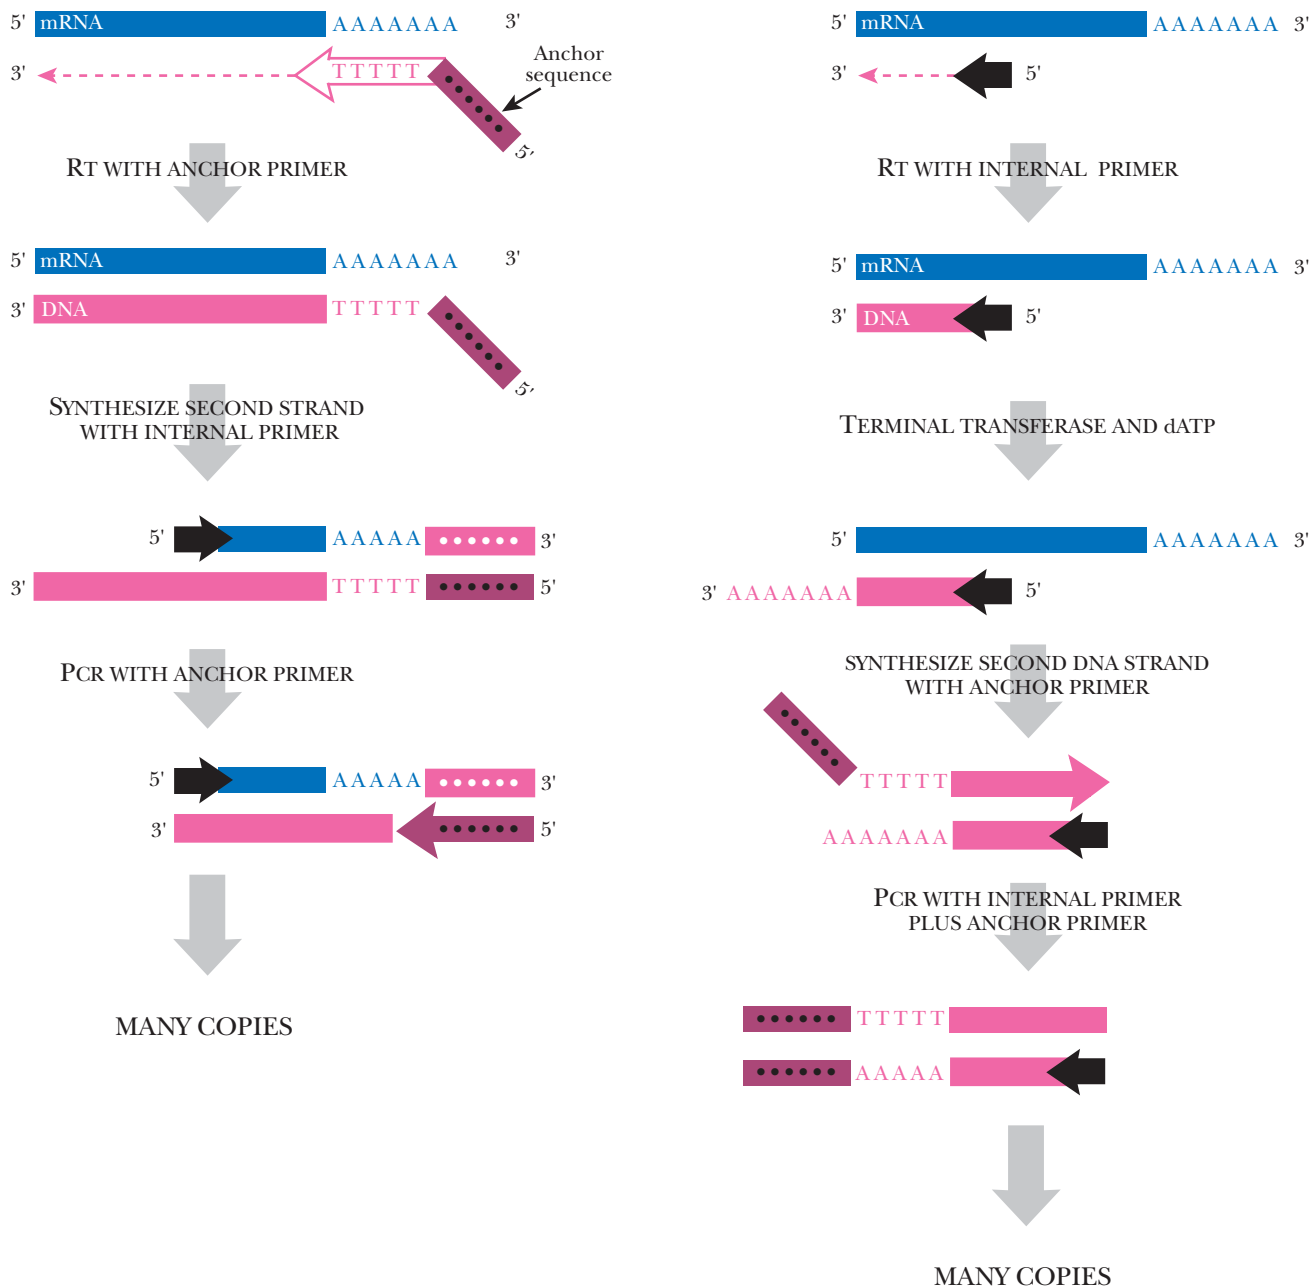 5' mRNA AAAAAAA 3'
3' TTTTT
Anchor
sequence
5'
RT WITH ANCHOR PRIMER
5' mRNA AAAAAAA 3'
3' DNA TTTTT
5'
SYNTHESIZE SECOND STRAND
WITH INTERNAL PRIMER
5' AAAAA 3'
3' TTTTT 5'
PCR WITH ANCHOR PRIMER
5' AAAAA 3'
3' 5'
MANY COPIES
5' mRNA AAAAAAA 3'
3' 5'
RT WITH INTERNAL PRIMER
5' mRNA AAAAAAA 3'
3' DNA 5'
TERMINAL TRANSFERASE AND dATP
5' AAAAAAA 3'
3' AAAAAAA 5'
SYNTHESIZE SECOND DNA STRAND
WITH ANCHOR PRIMER
TTTTT
AAAAAAA
PCR WITH INTERNAL PRIMER
PLUS ANCHOR PRIMER
TTTTT
AAAAA
MANY COPIES